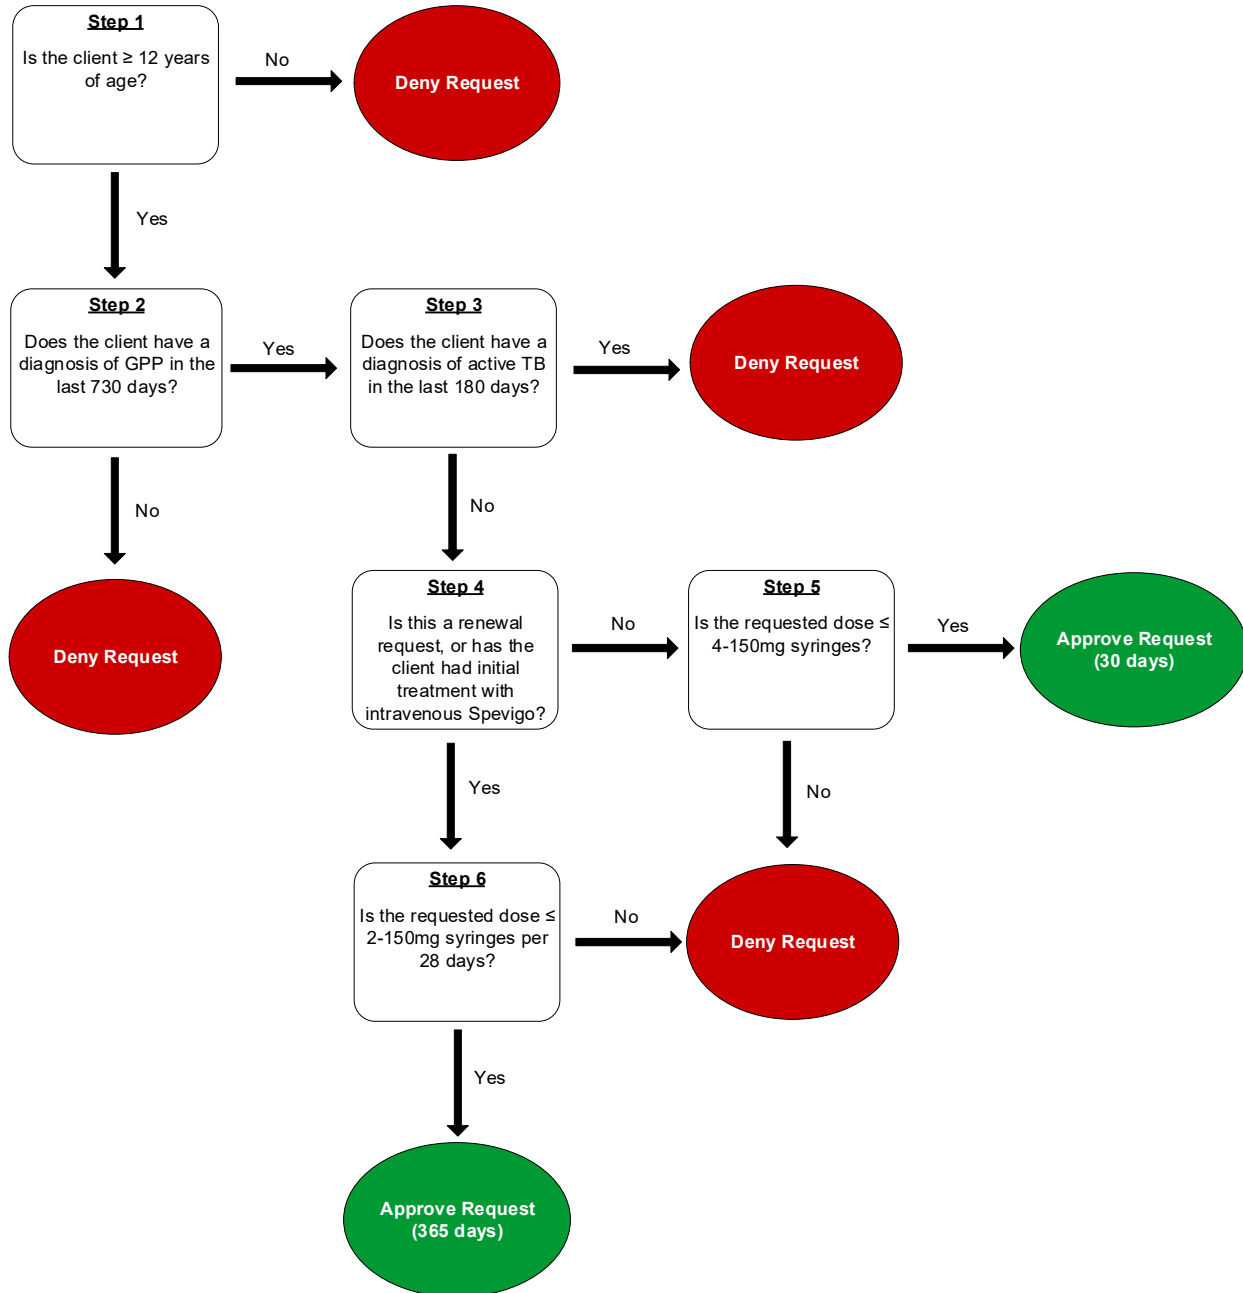 Step 1
Is the client ≥ 12 years
of age?
No
Deny Request
Yes
Step 2
Does the client have a
diagnosis of GPP in the
last 730 days?
Yes
Step 3
Does the client have a
diagnosis of active TB
in the last 180 days?
Yes
Deny Request
No
Deny Request
No
Step 4
Is this a renewal
request, or has the
client had initial
treatment with
intravenous Spevigo?
No
Step 5
Is the requested dose ≤
4-150mg syringes?
Yes
Approve Request
(30 days)
No
Yes
Step 6
Is the requested dose ≤
2-150mg syringes per
28 days?
No
Deny Request
Yes
Approve Request
(365 days)